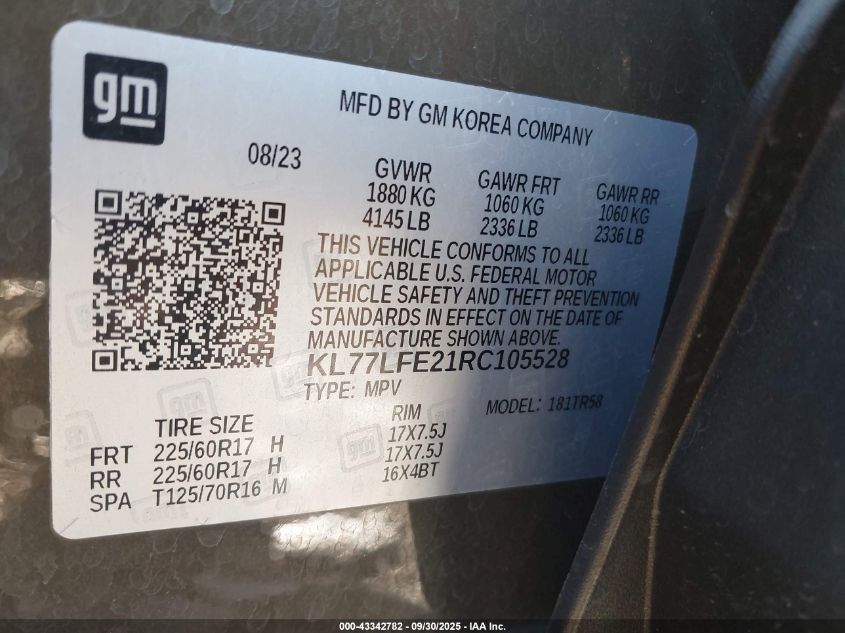 gm
MFD BY GM KOREA COMPANY
08/23
GVWR
1880 KG
4145 LB
GAWR FRT
1060 KG
2336 LB
GAWR RR
1060 KG
2336 LB
THIS VEHICLE CONFORMS TO ALL
APPLICABLE U.S. FEDERAL MOTOR
VEHICLE SAFETY AND THEFT PREVENTION
STANDARDS IN EFFECT ON THE DATE OF
MANUFACTURE SHOWN ABOVE.
KL77LFE21RC105528
TYPE: MPV
MODEL: 181TR58
TIRE SIZE RIM
FRT 225/60R17 H 17X7.5J
RR 225/60R17 H 17X7.5J
SPA T125/70R16 M 16X4BT
000-43342782 - 09/30/2025 - IAA Inc.